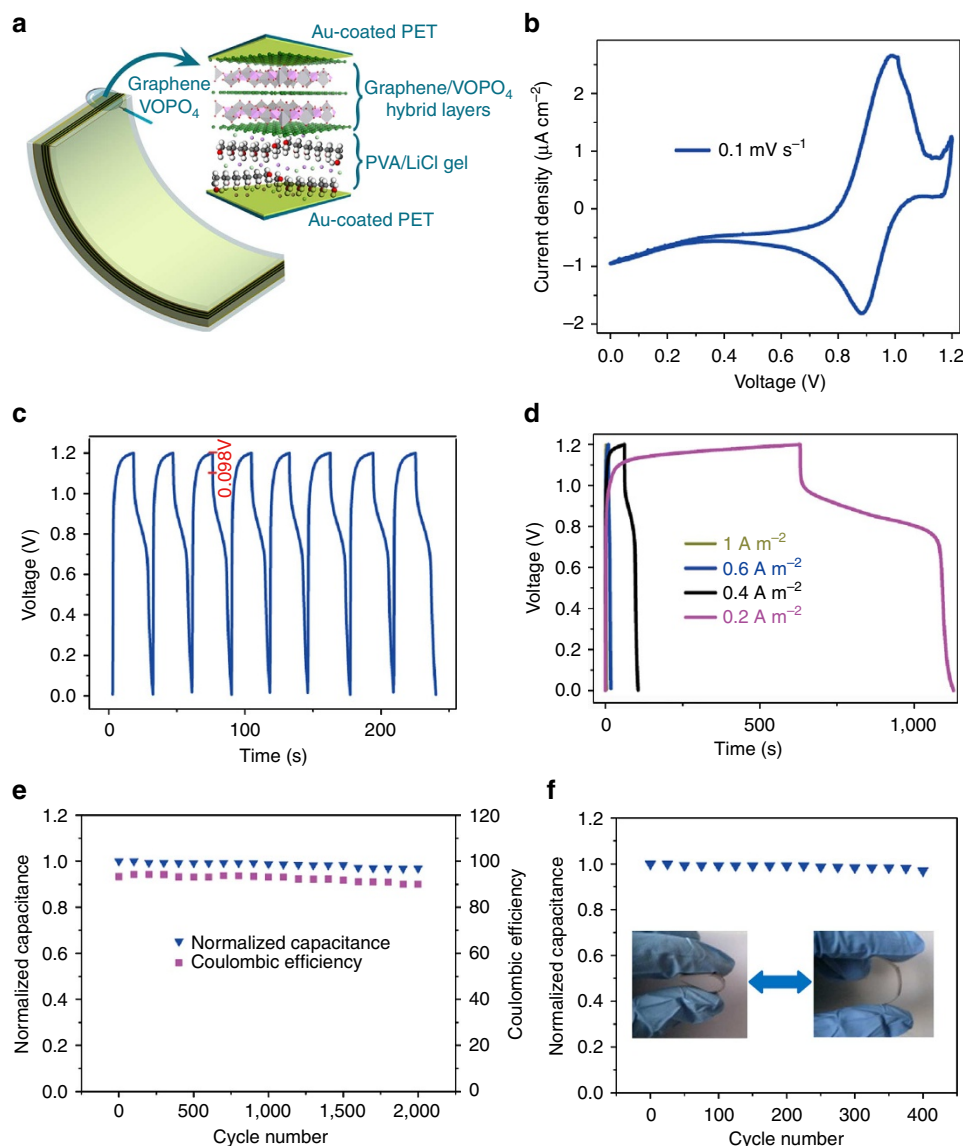 a
Au-coated PET
Graphene
VOPO₄
Graphene/VOPO₄
hybrid layers
PVA/LiCl gel
Au-coated PET
b
Current density (µA cm⁻²)
2
1
0
−1
−2
0.1 mV s⁻¹
0.0 0.2 0.4 0.6 0.8 1.0 1.2
Voltage (V)
c
Voltage (V)
1.2
1.0
0.8
0.6
0.4
0.2
0.0
0.098V
0 100 200
Time (s)
d
Voltage (V)
1.2
1.0
0.8
0.6
0.4
0.2
0.0
1 A m⁻²
0.6 A m⁻²
0.4 A m⁻²
0.2 A m⁻²
0 500 1,000
Time (s)
e
Normalized capacitance
1.2
1.0
0.8
0.6
0.4
0.2
0.0
Normalized capacitance
Coulombic efficiency
120
100
80
60
40
20
0
Coulombic efficiency
0 500 1,000 1,500 2,000
Cycle number
f
Normalized capacitance
1.2
1.0
0.8
0.6
0.4
0.2
0.0
0 100 200 300 400
Cycle number